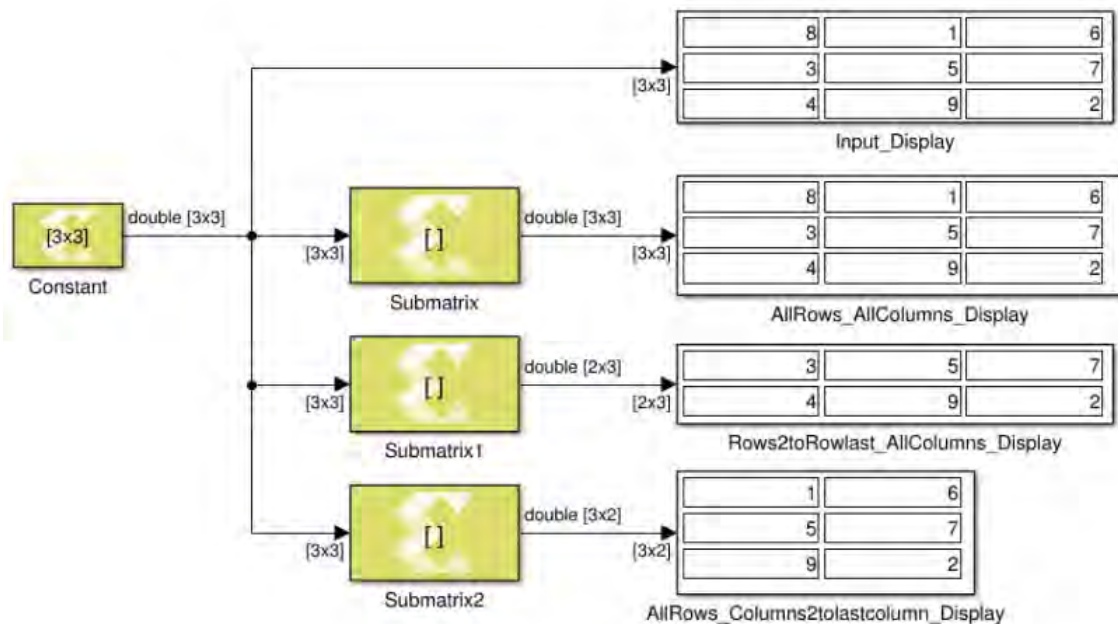 8 1 6
3 5 7
[3x3]
4 9 2
Input_Display
double [3x3]
[3x3]
Constant
[3x3]
[ ]
Submatrix
double [3x3]
[3x3]
8 1 6
3 5 7
4 9 2
AllRows_AllColumns_Display
[3x3]
[ ]
Submatrix1
double [2x3]
[2x3]
3 5 7
4 9 2
Rows2toRowlast_AllColumns_Display
[3x3]
[ ]
Submatrix2
double [3x2]
[3x2]
1 6
5 7
9 2
AllRows_Columns2tolastcolumn_Display